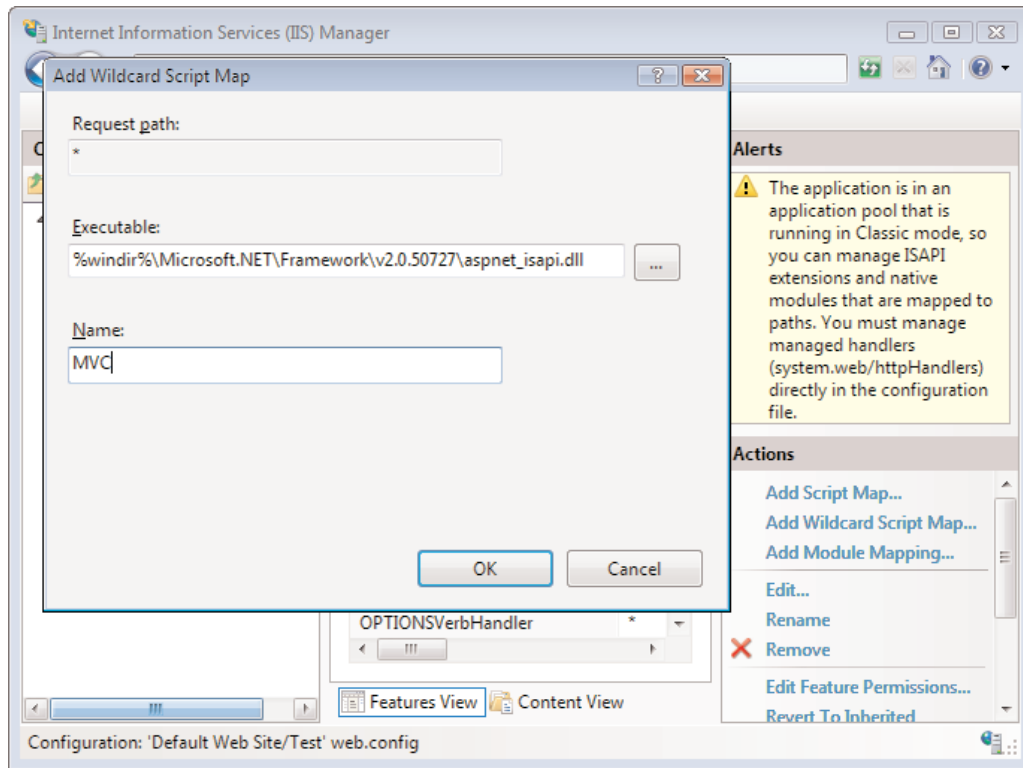 Internet Information Services (IIS) Manager
Add Wildcard Script Map
Request path:
*
Executable:
%windir%\Microsoft.NET\Framework\v2.0.50727\aspnet_isapi.dll
...
Name:
MVC
OK
Cancel
Alerts
The application is in an
application pool that is
running in Classic mode, so
you can manage ISAPI
extensions and native
modules that are mapped to
paths. You must manage
managed handlers
(system.web/httpHandlers)
directly in the configuration
file.
Actions
Add Script Map...
Add Wildcard Script Map...
Add Module Mapping...
Edit...
Rename
Remove
Edit Feature Permissions...
Revert To Inherited
OPTIONSVerbHandler *
Features View
Content View
Configuration: 'Default Web Site/Test' web.config